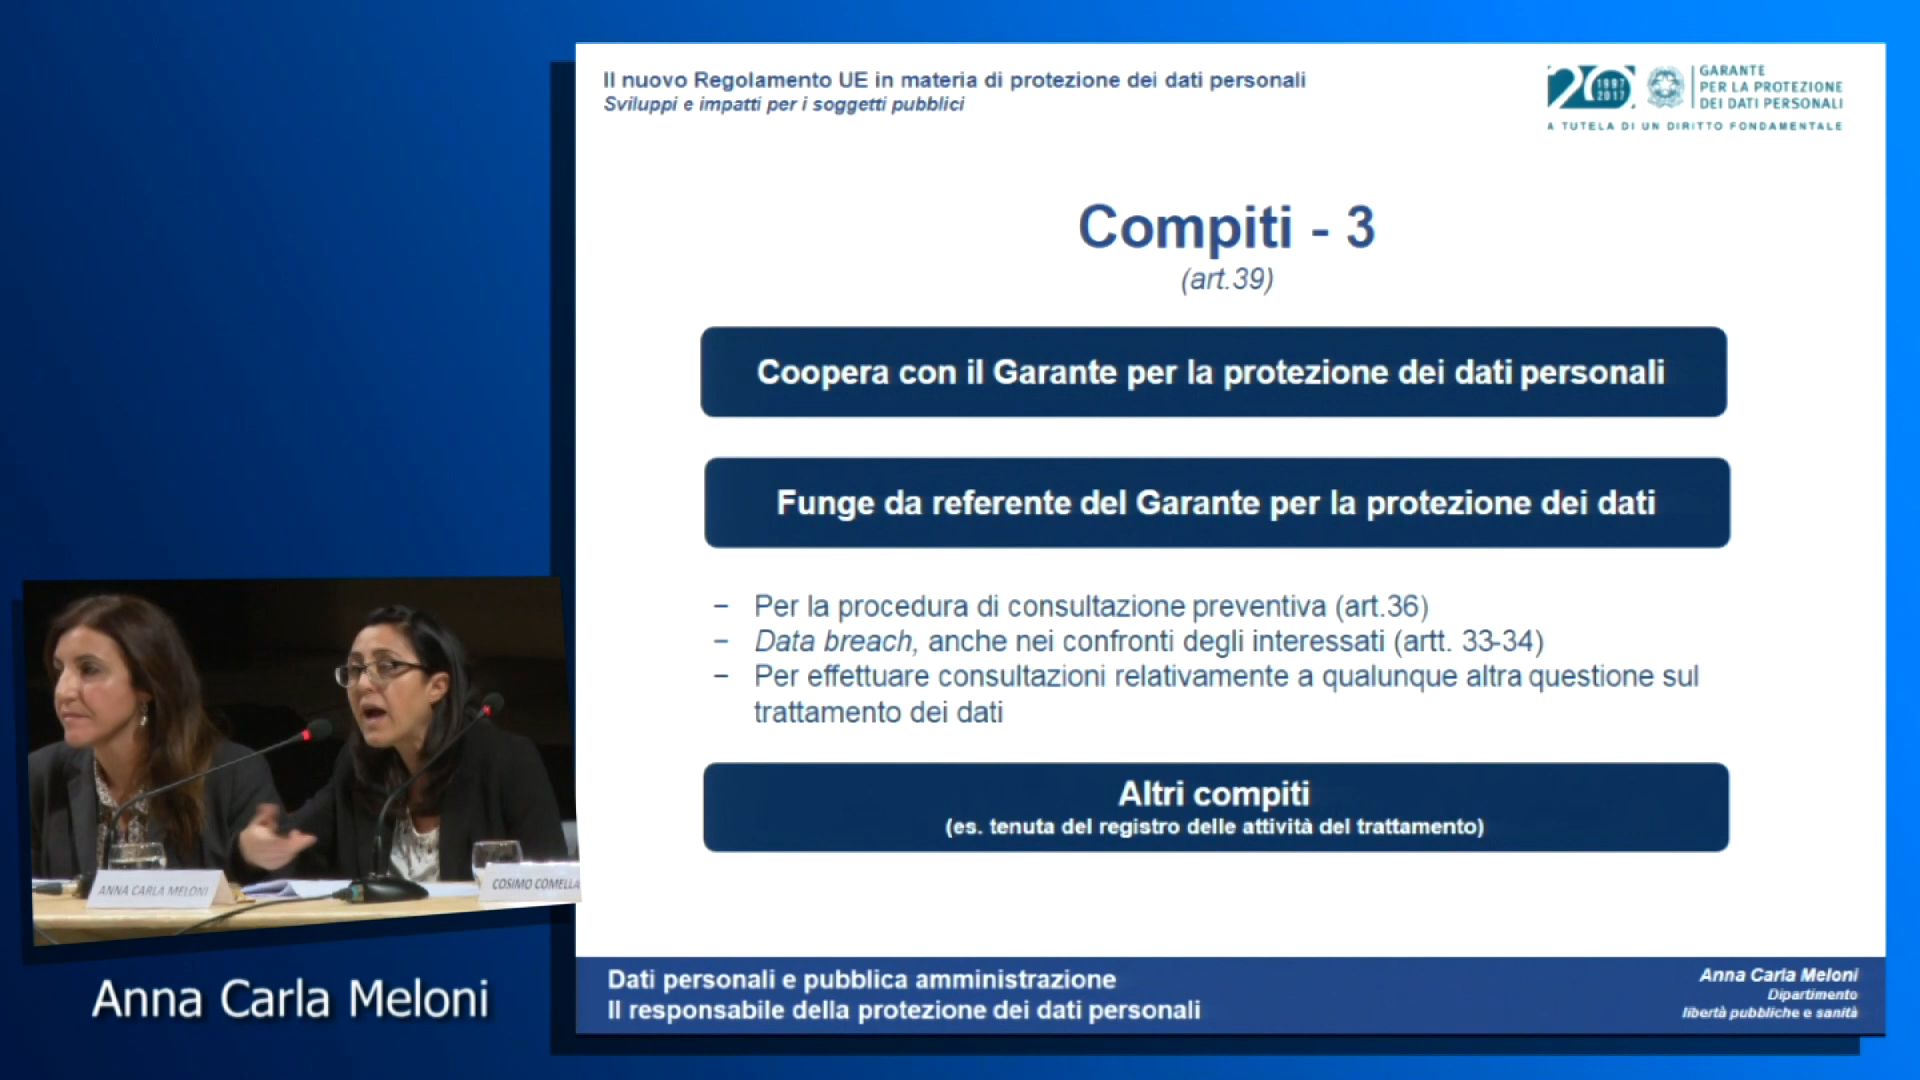 Il nuovo Regolamento UE in materia di protezione dei dati personali
Sviluppi e impatti per i soggetti pubblici
20
1997
2017
GARANTE
PER LA PROTEZIONE
DEI DATI PERSONALI
A TUTELA DI UN DIRITTO FONDAMENTALE
Compiti - 3
(art.39)
Coopera con il Garante per la protezione dei dati personali
Funge da referente del Garante per la protezione dei dati
– Per la procedura di consultazione preventiva (art.36)
– Data breach, anche nei confronti degli interessati (artt. 33-34)
– Per effettuare consultazioni relativamente a qualunque altra questione sul
trattamento dei dati
Altri compiti
(es. tenuta del registro delle attività del trattamento)
ANNA CARLA MELONI
COSIMO COMELLA
Anna Carla Meloni
Dati personali e pubblica amministrazione
Il responsabile della protezione dei dati personali
Anna Carla Meloni
Dipartimento
libertà pubbliche e sanità